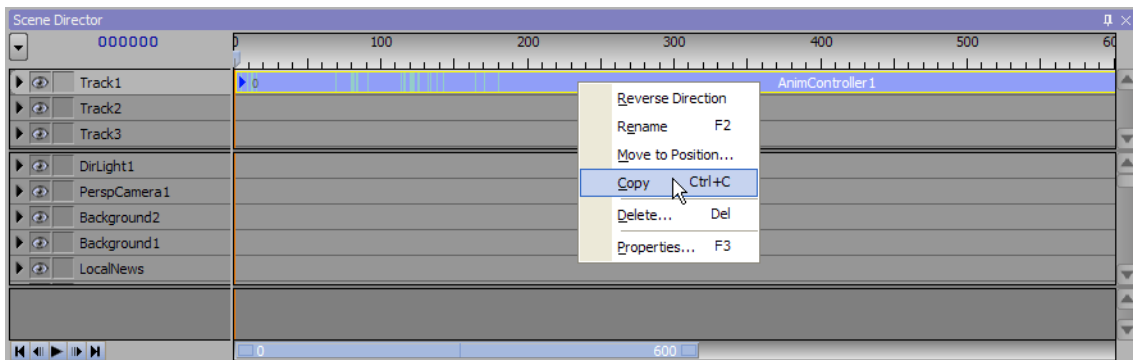 Scene Director
000000
0 100 200 300 400 500 60
Track1
0 AnimController1
Track2
Track3
DirLight1
PerspCamera1
Background2
Background1
LocalNews
Reverse Direction
Rename F2
Move to Position...
Copy Ctrl+C
Delete... Del
Properties... F3
0 600